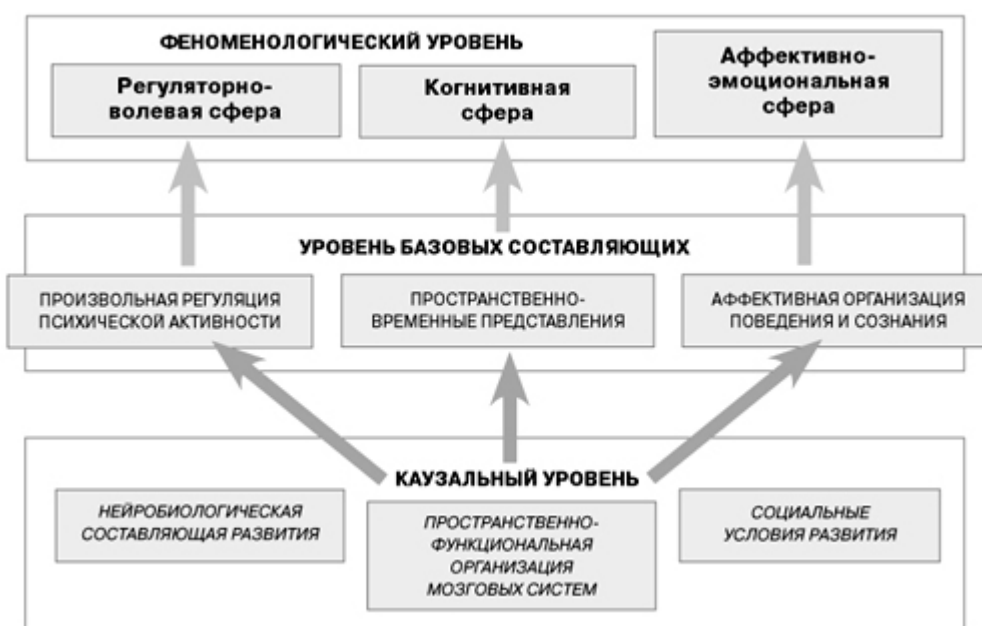 ФЕНОМЕНОЛОГИЧЕСКИЙ УРОВЕНЬ
Регуляторно-
волевая сфера
Когнитивная
сфера
Аффективно-
эмоциональная
сфера
УРОВЕНЬ БАЗОВЫХ СОСТАВЛЯЮЩИХ
ПРОИЗВОЛЬНАЯ РЕГУЛЯЦИЯ
ПСИХИЧЕСКОЙ АКТИВНОСТИ
ПРОСТРАНСТВЕННО-
ВРЕМЕННЫЕ ПРЕДСТАВЛЕНИЯ
АФФЕКТИВНАЯ ОРГАНИЗАЦИЯ
ПОВЕДЕНИЯ И СОЗНАНИЯ
КАУЗАЛЬНЫЙ УРОВЕНЬ
НЕЙРОБИОЛОГИЧЕСКАЯ
СОСТАВЛЯЮЩАЯ РАЗВИТИЯ
ПРОСТРАНСТВЕННО-
ФУНКЦИОНАЛЬНАЯ
ОРГАНИЗАЦИЯ
МОЗГОВЫХ СИСТЕМ
СОЦИАЛЬНЫЕ
УСЛОВИЯ РАЗВИТИЯ